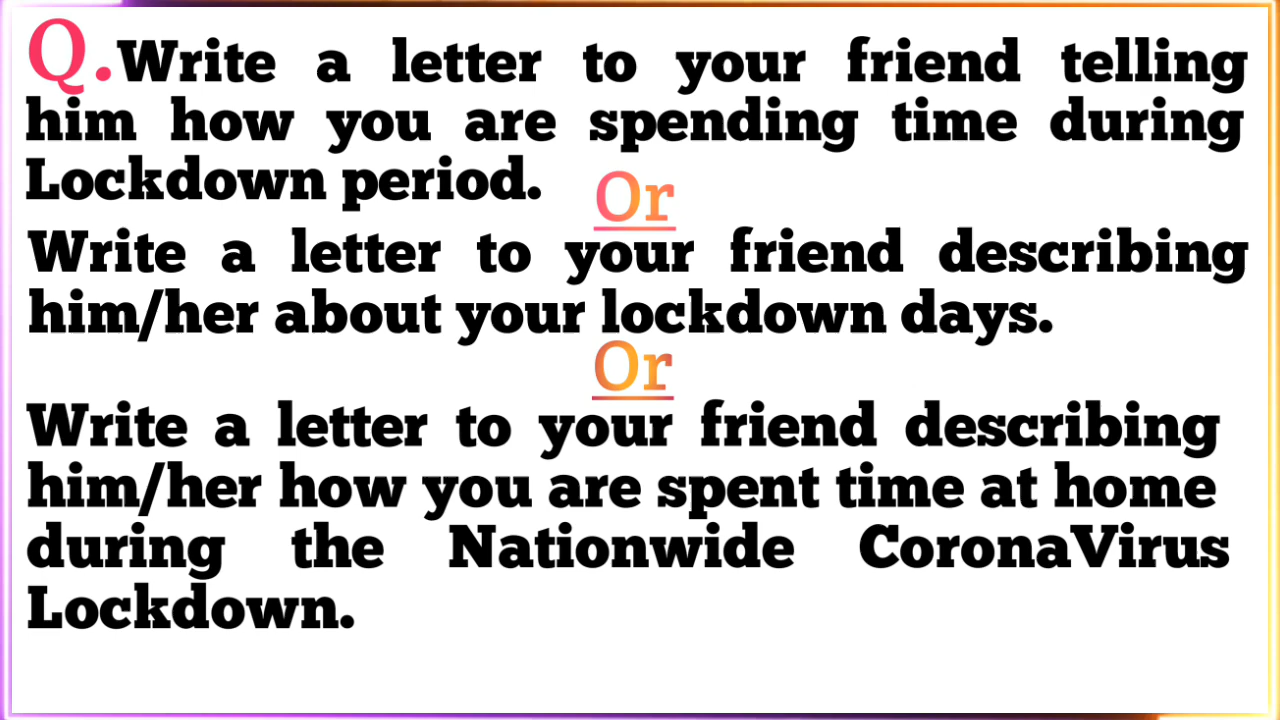 Q.Write a letter to your friend telling
him how you are spending time during
Lockdown period.
Or
Write a letter to your friend describing
him/her about your lockdown days.
Or
Write a letter to your friend describing
him/her how you are spent time at home
during the Nationwide CoronaVirus
Lockdown.